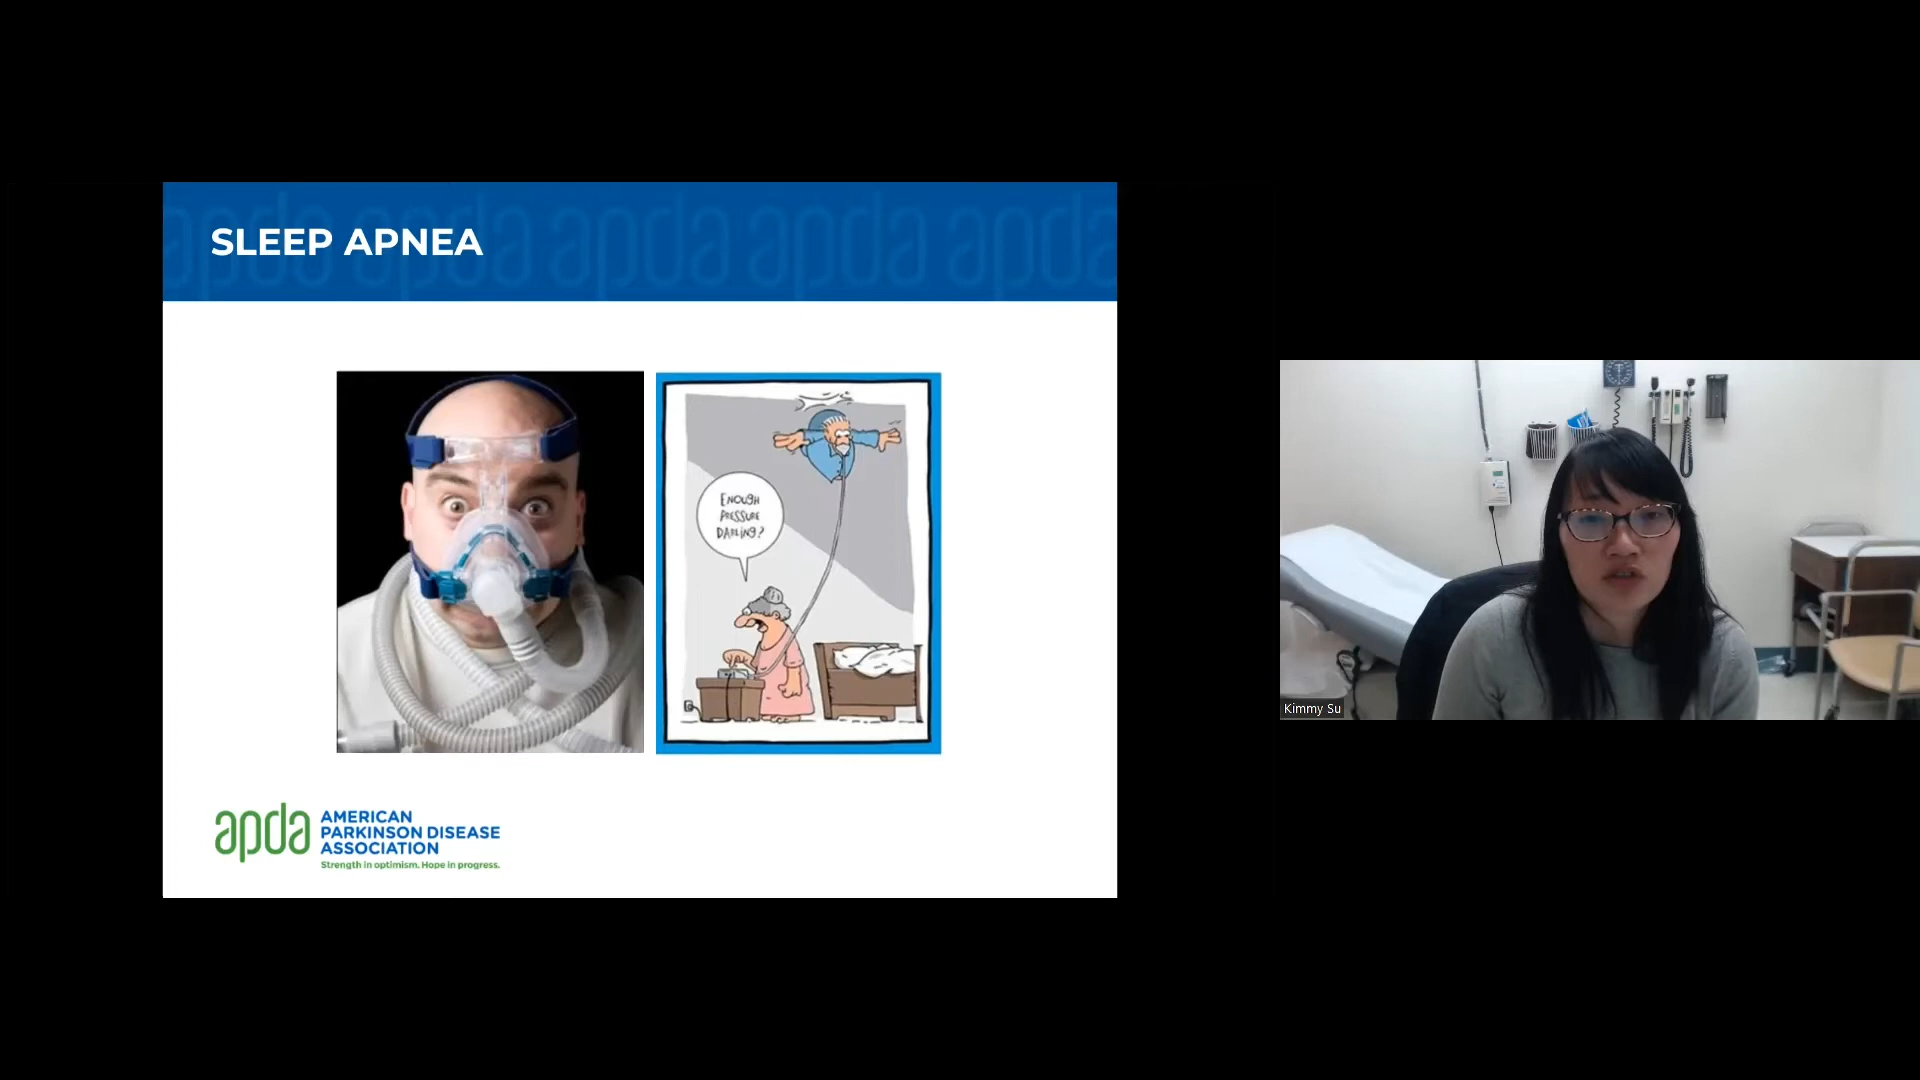 SLEEP APNEA
ENOUGH
PRESSURE
DARLING?
apda
AMERICAN
PARKINSON DISEASE
ASSOCIATION
Strength in optimism. Hope in progress.
Kimmy Su